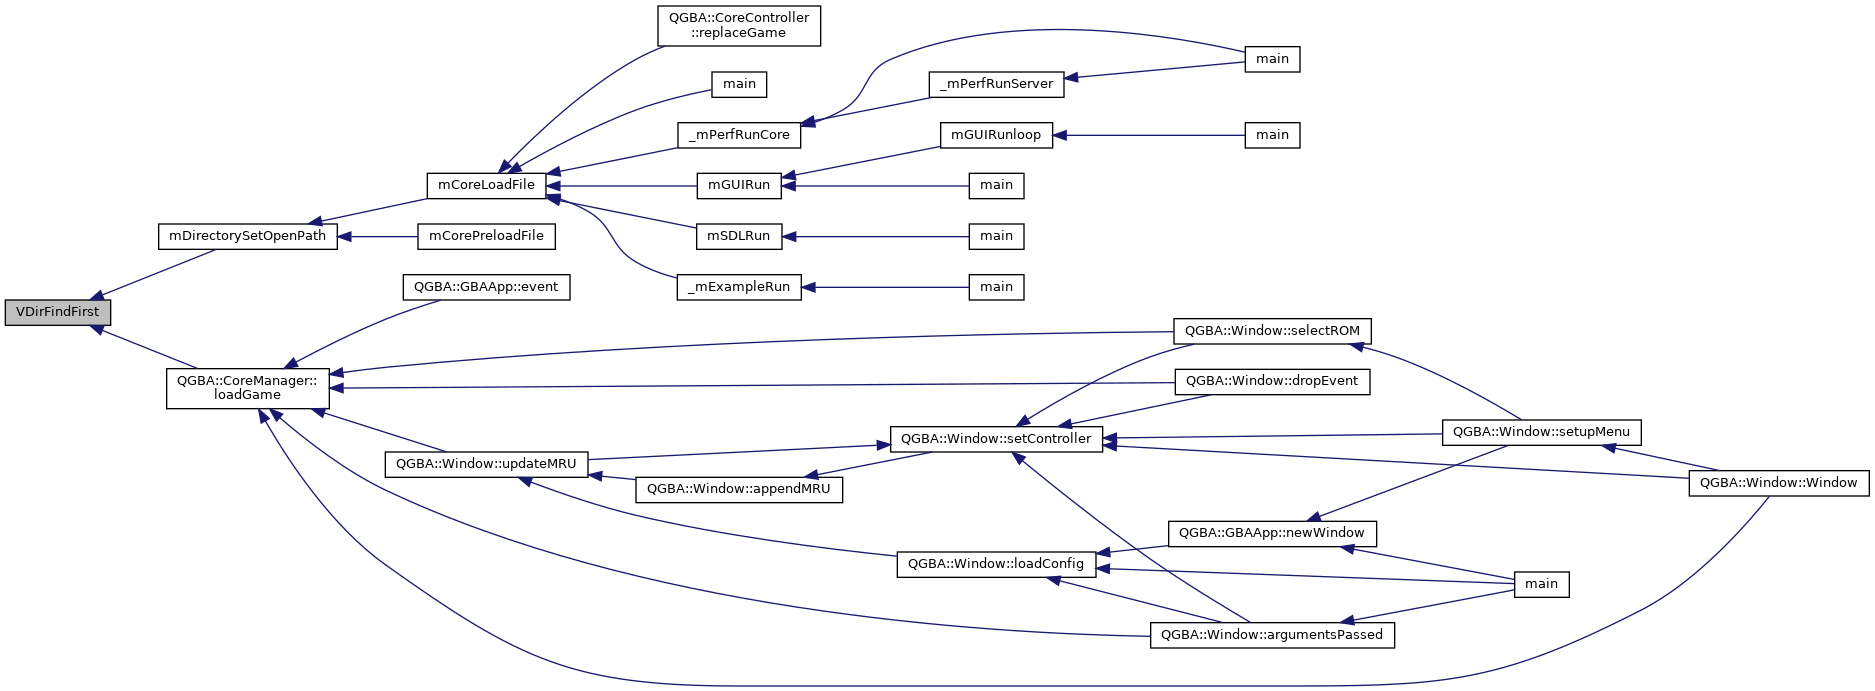 QGBA::CoreController
::replaceGame
main
main
_mPerfRunServer
_mPerfRunCore
mGUIRunloop
main
mCoreLoadFile
mGUIRun
main
mDirectorySetOpenPath
mCorePreloadFile
mSDLRun
main
QGBA::GBAApp::event
_mExampleRun
main
VDirFindFirst
QGBA::Window::selectROM
QGBA::CoreManager::
loadGame
QGBA::Window::dropEvent
QGBA::Window::setController
QGBA::Window::setupMenu
QGBA::Window::updateMRU
QGBA::Window::appendMRU
QGBA::Window::Window
QGBA::GBAApp::newWindow
QGBA::Window::loadConfig
main
QGBA::Window::argumentsPassed